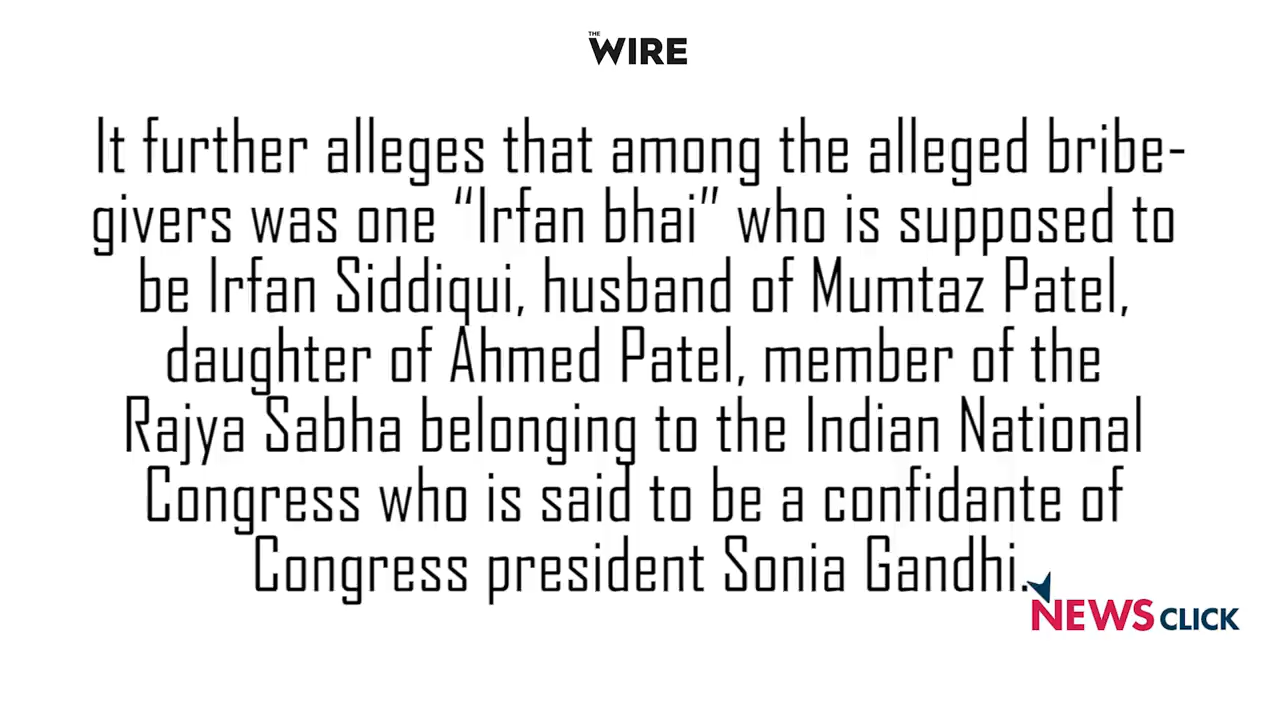 THE
WIRE
It further alleges that among the alleged bribe-
givers was one “Irfan bhai” who is supposed to
be Irfan Siddiqui, husband of Mumtaz Patel,
daughter of Ahmed Patel, member of the
Rajya Sabha belonging to the Indian National
Congress who is said to be a confidante of
Congress president Sonia Gandhi.
NEWS CLICK